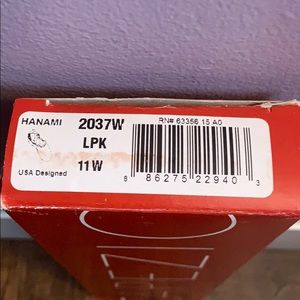 HANAMI 2037W RN# 63356 15 A0
LPK
USA Designed 11W
8 86275 22940 3